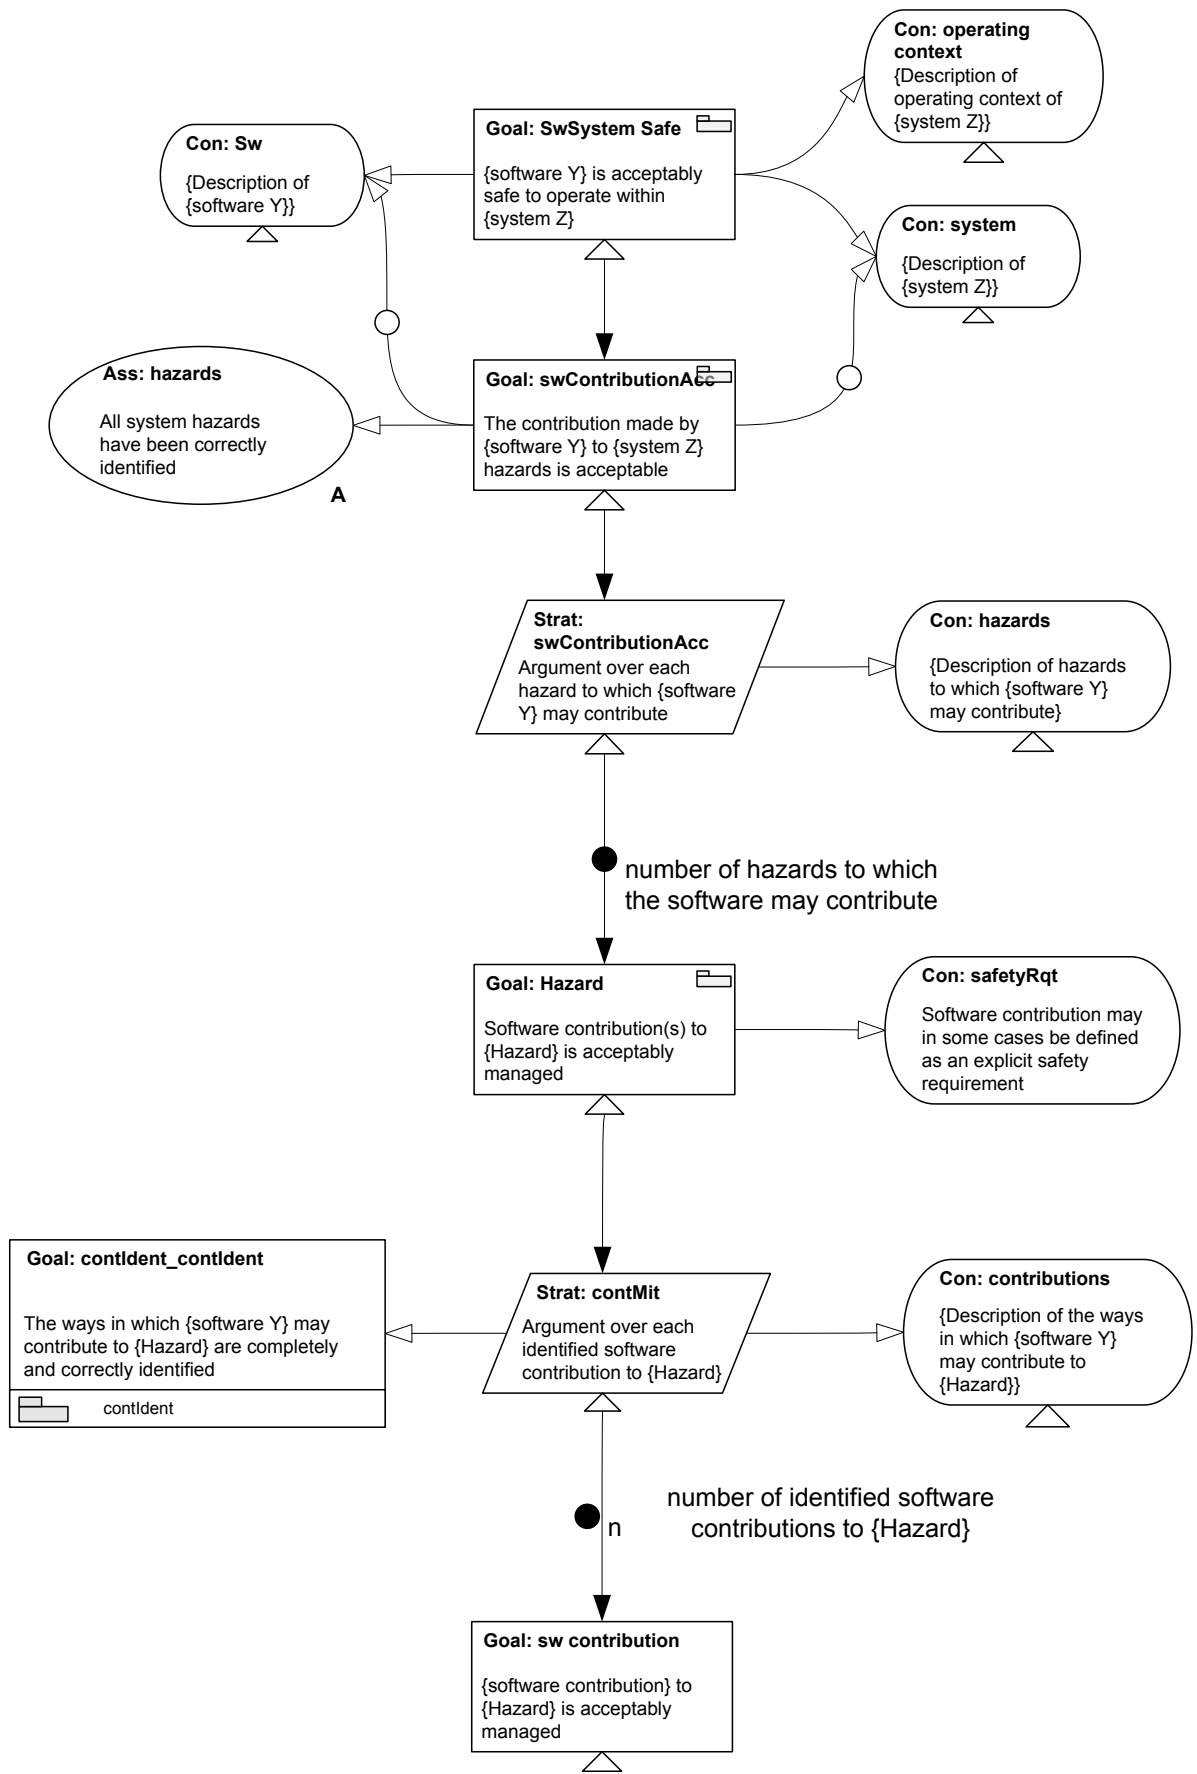 Con: operating
context
{Description of
operating context of
{system Z}}
Goal: SwSystem Safe
{software Y} is acceptably
safe to operate within
{system Z}
Con: Sw
{Description of
{software Y}}
Con: system
{Description of
{system Z}}
Ass: hazards
All system hazards
have been correctly
identified
A
Goal: swContributionAcc
The contribution made by
{software Y} to {system Z}
hazards is acceptable
Strat:
swContributionAcc
Argument over each
hazard to which {software
Y} may contribute
Con: hazards
{Description of hazards
to which {software Y}
may contribute}
number of hazards to which
the software may contribute
Goal: Hazard
Software contribution(s) to
{Hazard} is acceptably
managed
Con: safetyRqt
Software contribution may
in some cases be defined
as an explicit safety
requirement
Goal: contIdent_contIdent
The ways in which {software Y} may
contribute to {Hazard} are completely
and correctly identified
contIdent
Strat: contMit
Argument over each
identified software
contribution to {Hazard}
Con: contributions
{Description of the ways
in which {software Y}
may contribute to
{Hazard}}
number of identified software
contributions to {Hazard}
n
Goal: sw contribution
{software contribution} to
{Hazard} is acceptably
managed